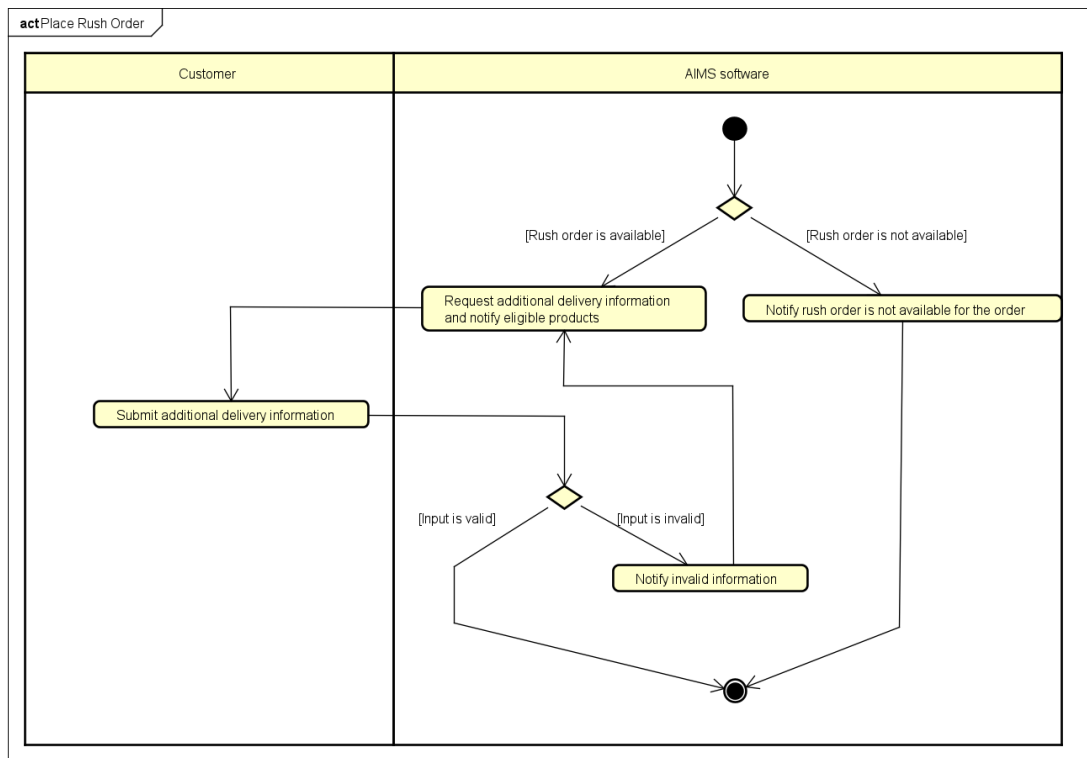 act Place Rush Order
Customer
AIMS software
[Rush order is available]
[Rush order is not available]
Request additional delivery information
and notify eligible products
Notify rush order is not available for the order
Submit additional delivery information
[Input is valid]
[Input is invalid]
Notify invalid information